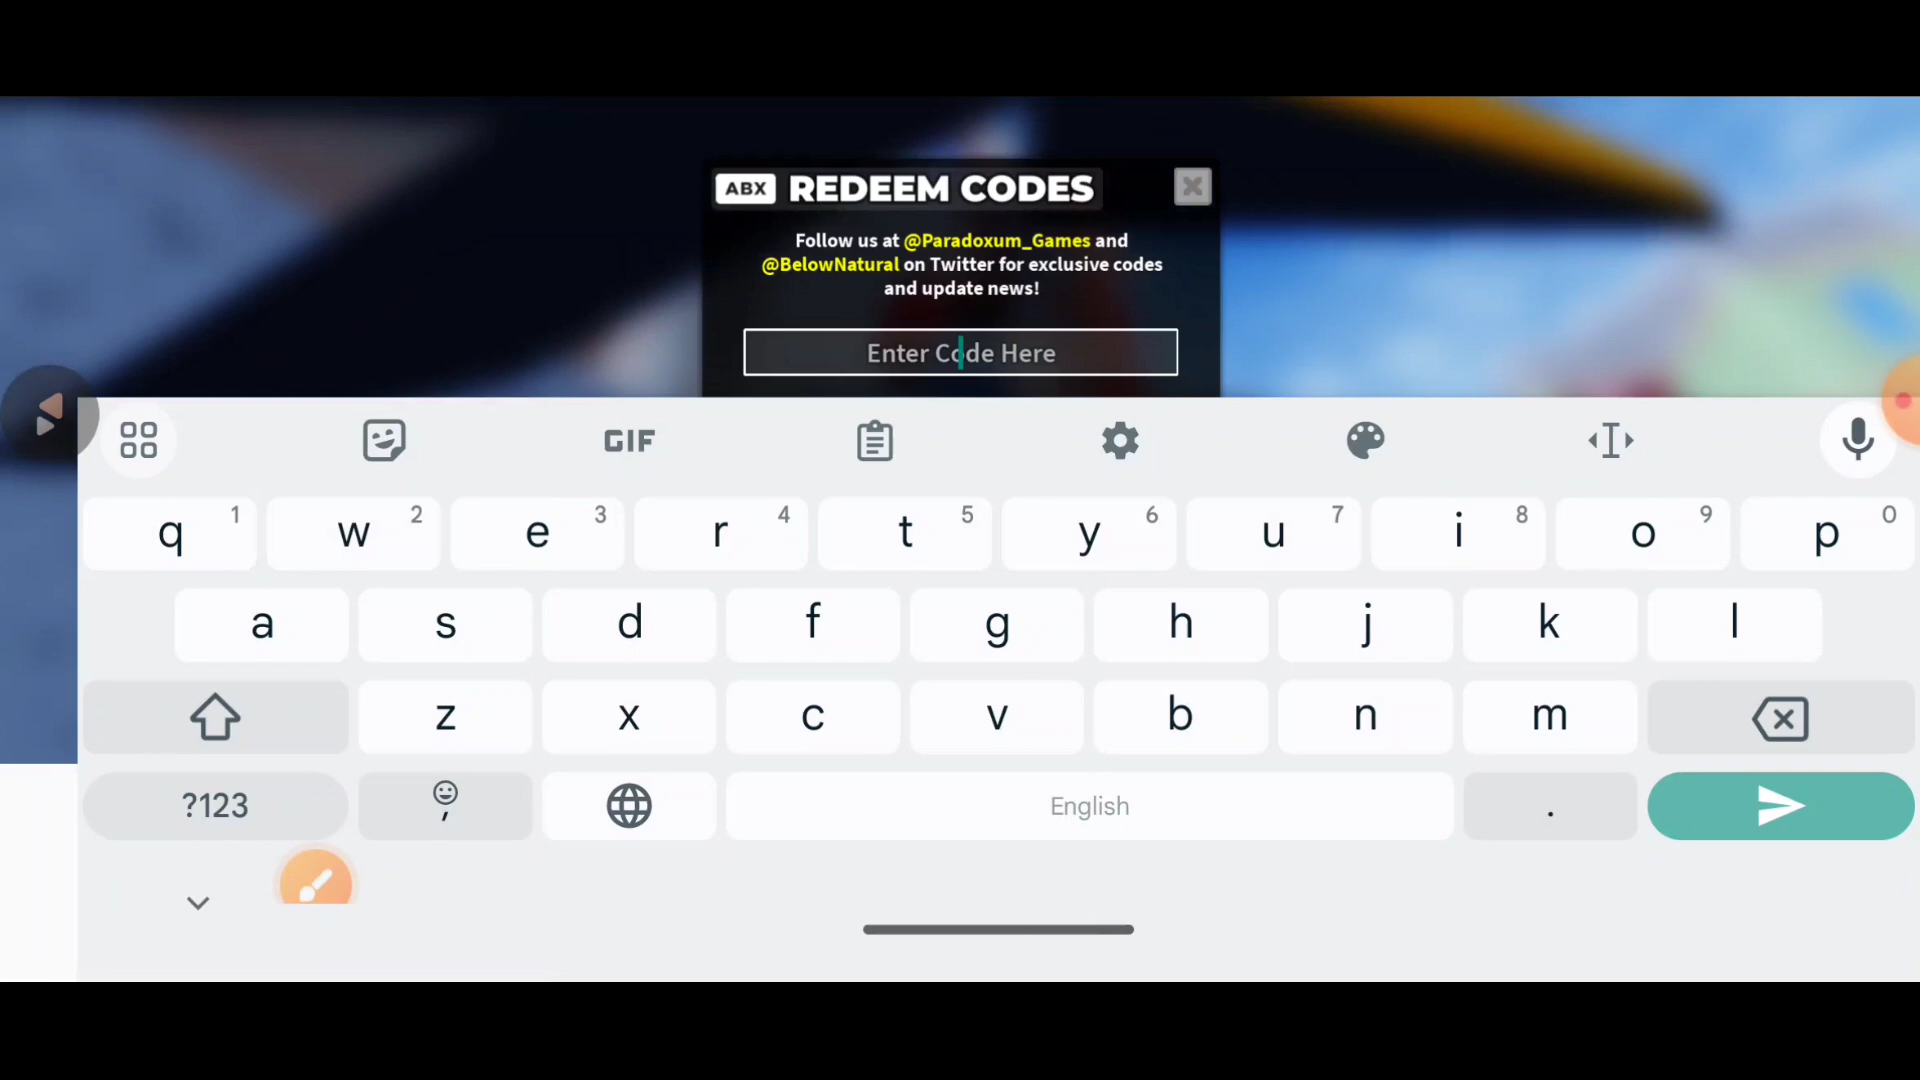 ABX REDEEM CODES
Follow us at @Paradoxum_Games and
@BelowNatural on Twitter for exclusive codes
and update news!
Enter Code Here
GIF
q 1 w 2 e 3 r 4 t 5 y 6 u 7 i 8 o 9 p 0
a s d f g h j k l
z x c v b n m
?123 , English .